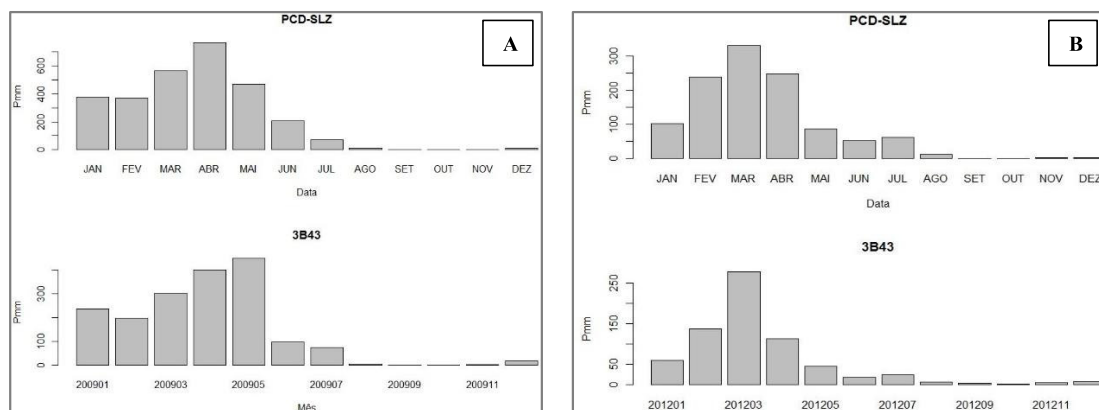 PCD-SLZ
A
Pmm
0 200 400 600
JAN FEV MAR ABR MAI JUN JUL AGO SET OUT NOV DEZ
Data
3B43
Pmm
0 100 300
200901 200903 200905 200907 200909 200911
Mês
PCD-SLZ
B
Pmm
0 100 200 300
JAN FEV MAR ABR MAI JUN JUL AGO SET OUT NOV DEZ
Data
3B43
Pmm
0 50 150 250
201201 201203 201205 201207 201209 201211